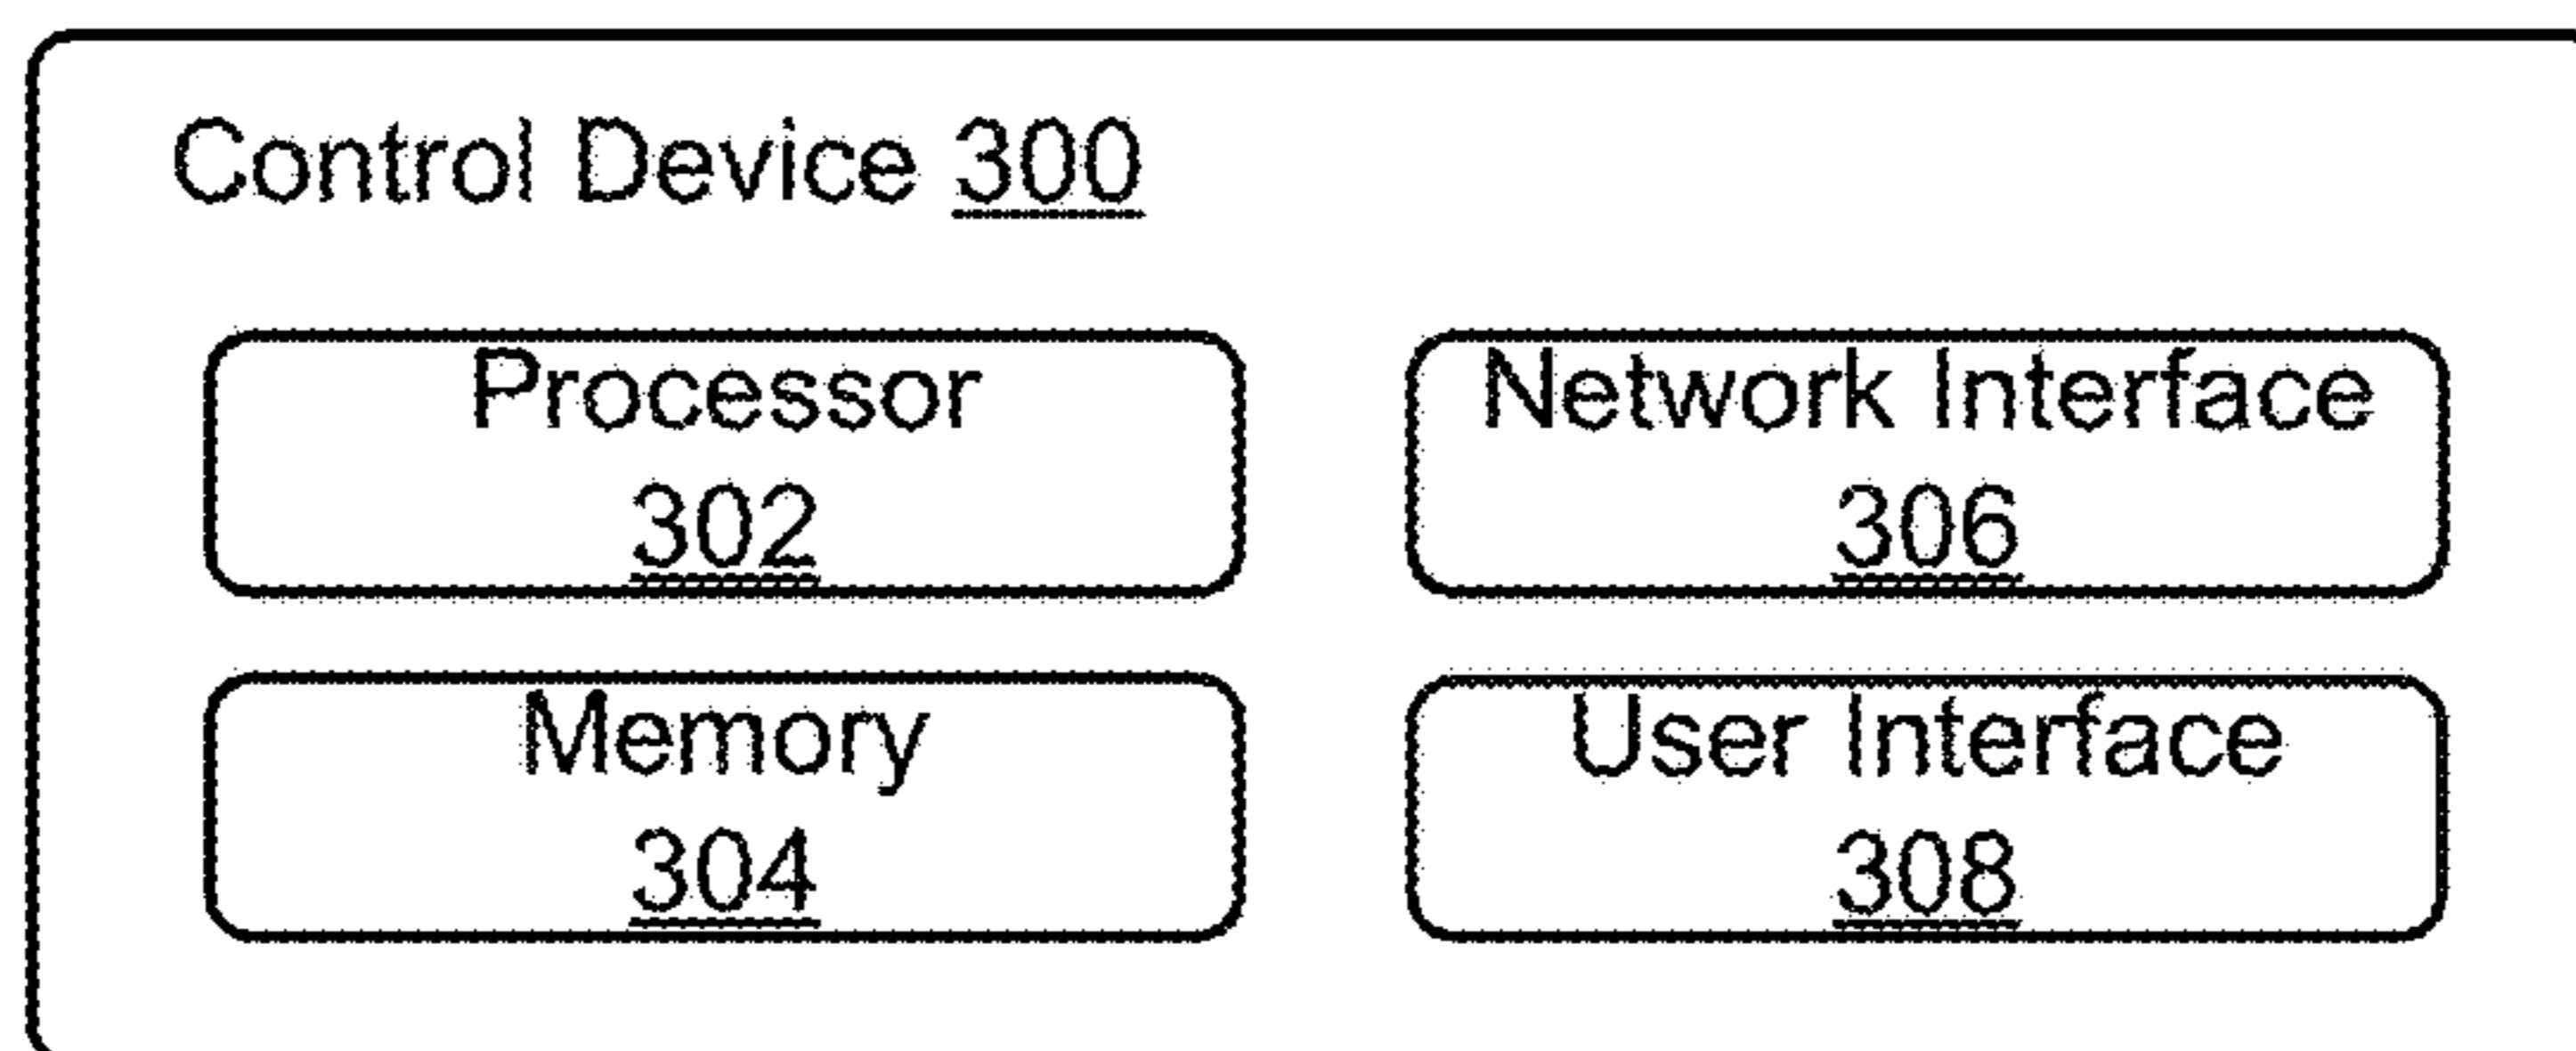 Control Device 300
Processor
302
Network Interface
306
Memory
304
User Interface
308